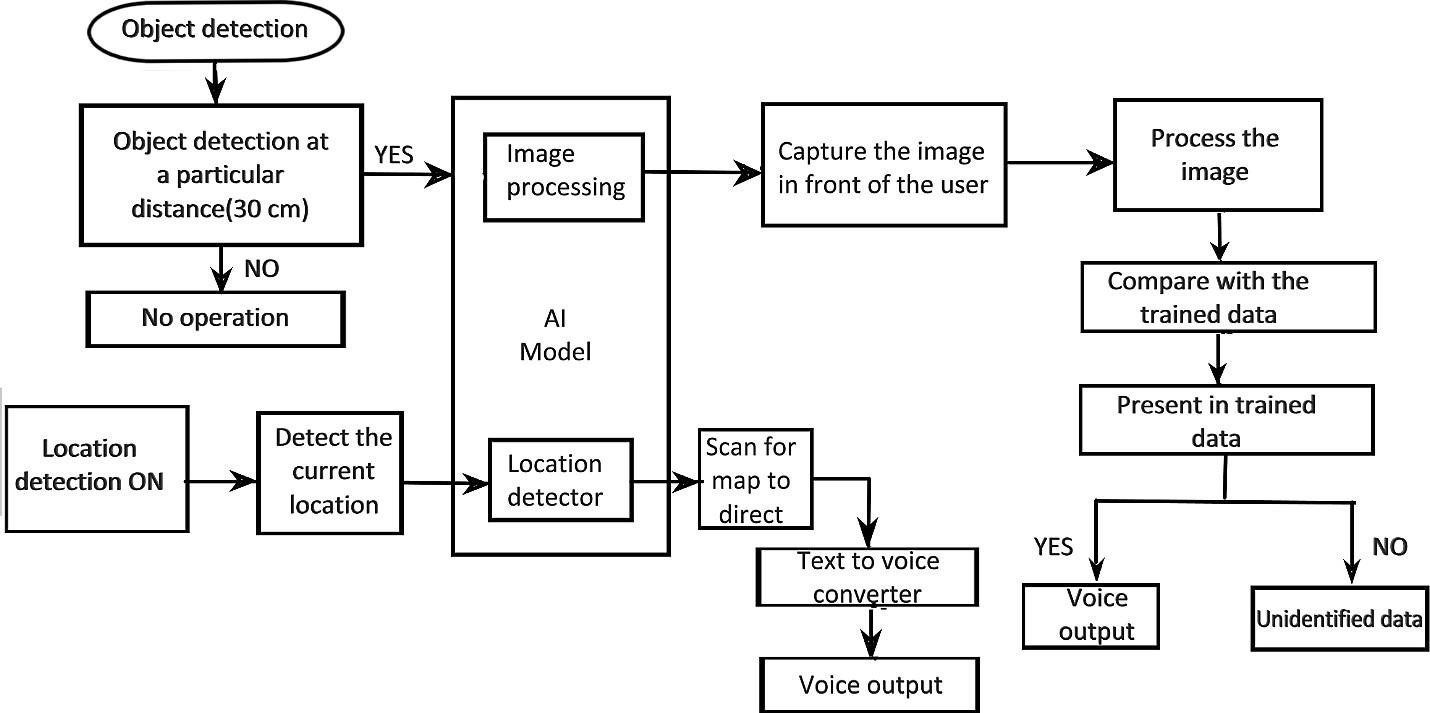 Object detection
Object detection at
a particular
distance(30 cm)
YES
NO
No operation
Image
processing
AI
Model
Capture the image
in front of the user
Process the
image
Compare with the
trained data
Present in trained
data
YES
NO
Voice
output
Unidentified data
Location
detection ON
Detect the
current
location
Location
detector
Scan for
map to
direct
Text to voice
converter
Voice output